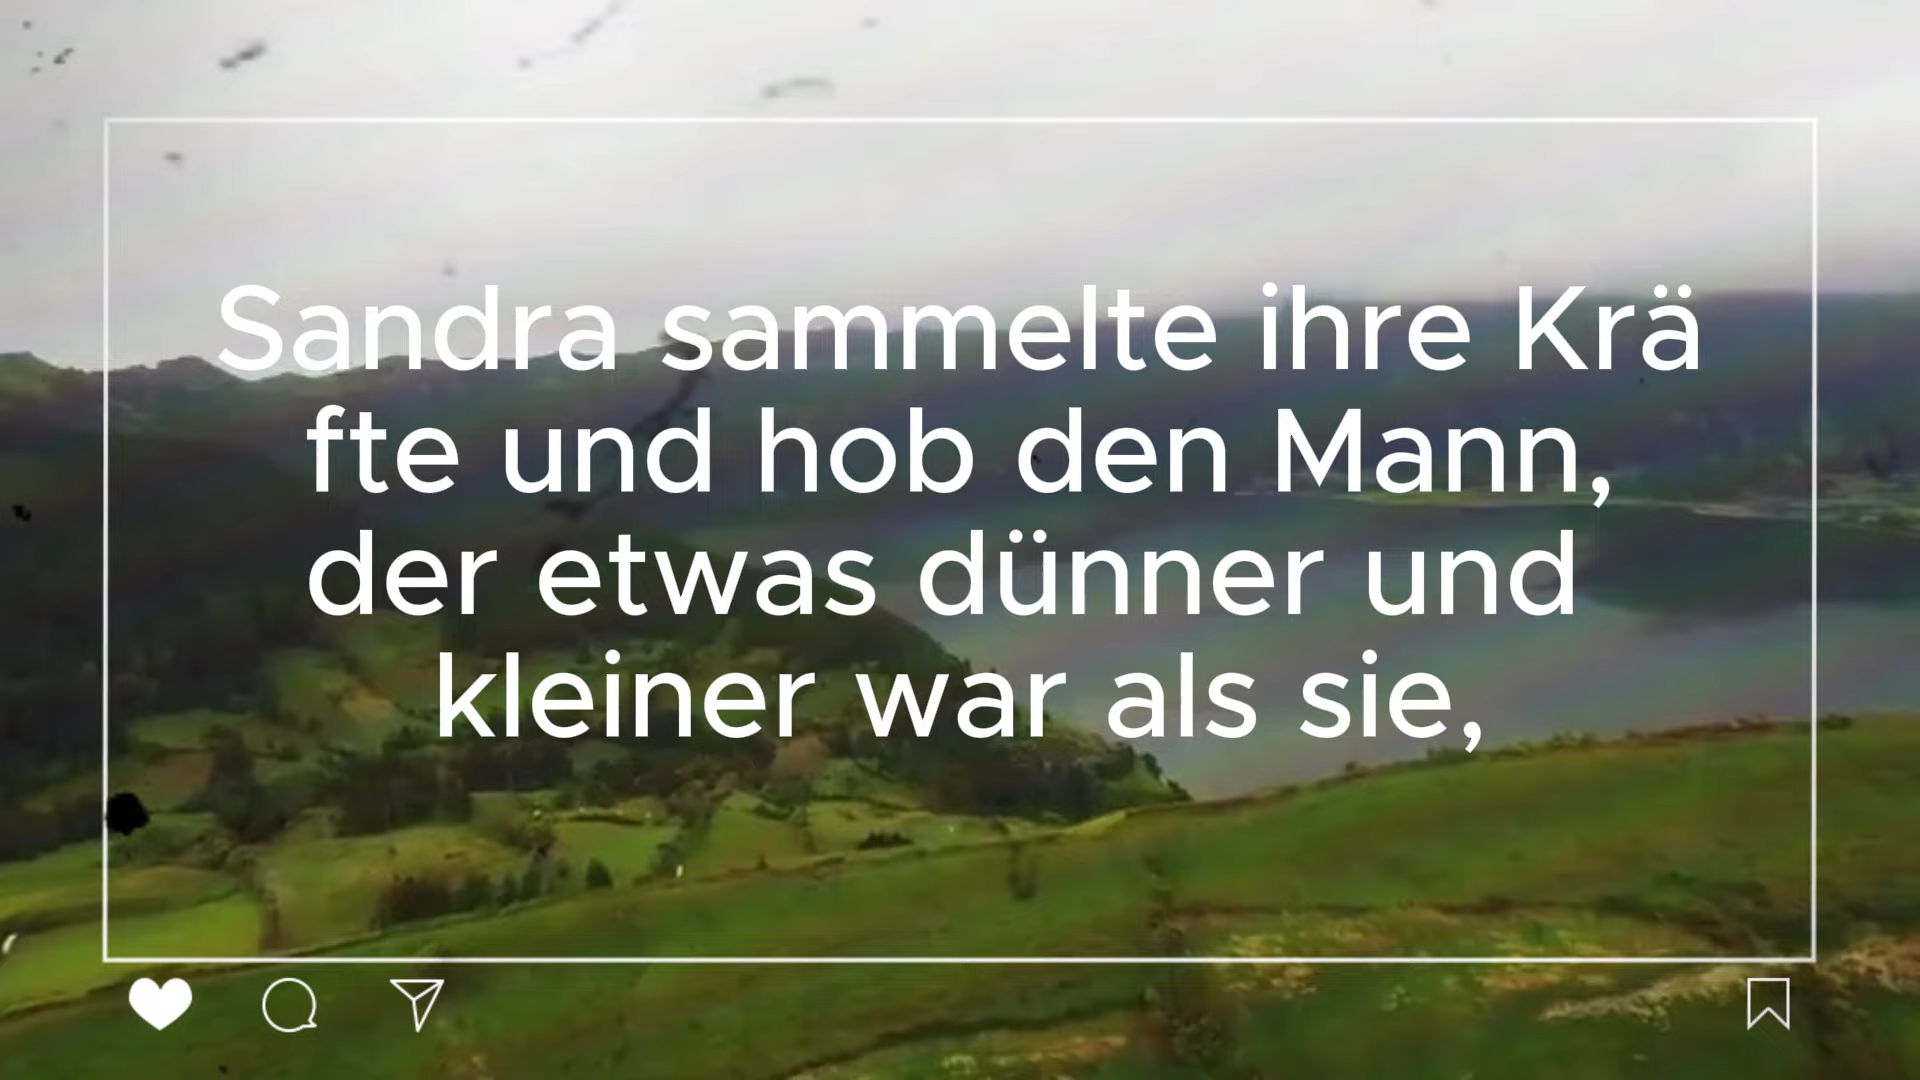 Sandra sammelte ihre Krä
fte und hob den Mann,
der etwas dünner und
kleiner war als sie,